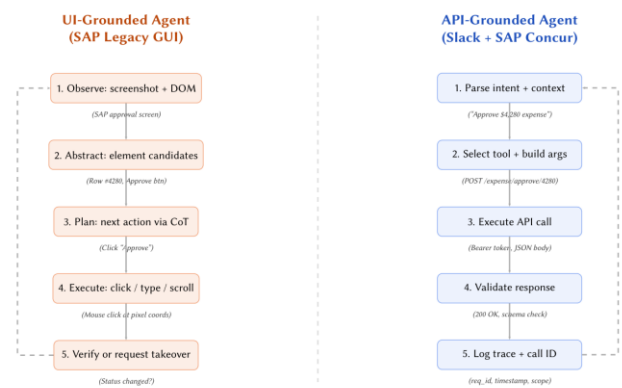 UI-Grounded Agent
(SAP Legacy GUI)
1. Observe: screenshot + DOM
(SAP approval screen)
2. Abstract: element candidates
(Row #4280, Approve btn)
3. Plan: next action via CoT
(Click "Approve")
4. Execute: click / type / scroll
(Mouse click at pixel coords)
5. Verify or request takeover
(Status changed?)
API-Grounded Agent
(Slack + SAP Concur)
1. Parse intent + context
("Approve $4,280 expense")
2. Select tool + build args
(POST /expense/approve/4280)
3. Execute API call
(Bearer token, JSON body)
4. Validate response
(200 OK, schema check)
5. Log trace + call ID
(req_id, timestamp, scope)